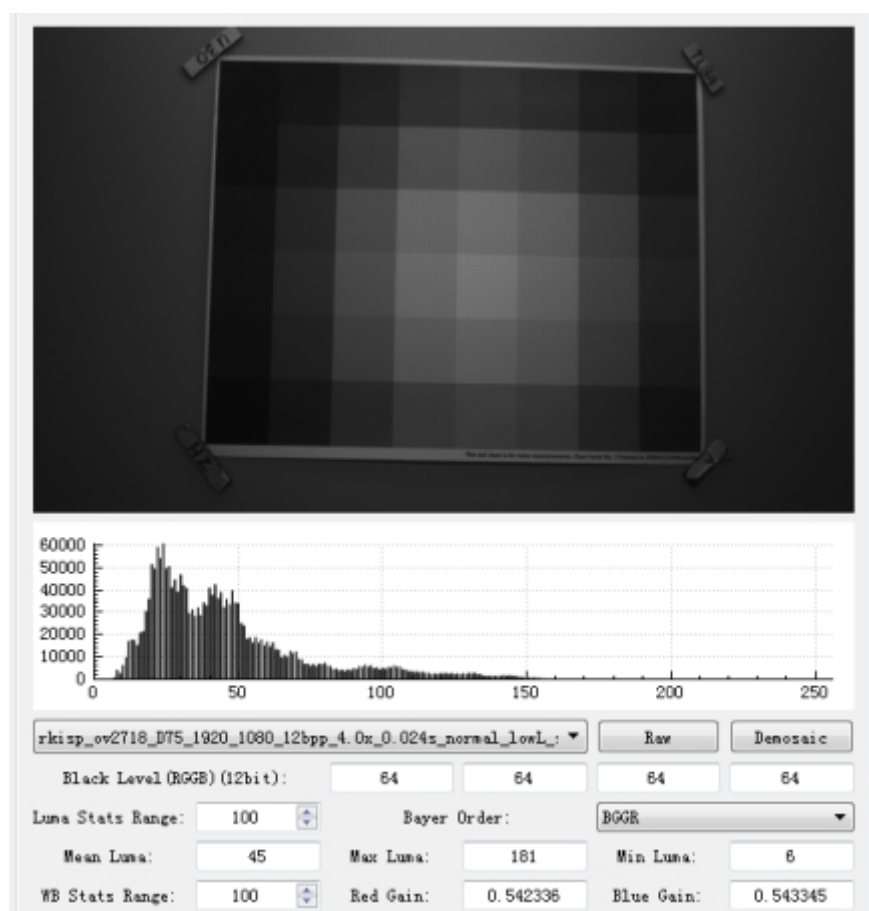 TL84
HZ
60000
50000
40000
30000
20000
10000
0
0 50 100 150 200 250
rkisp_ov2718_D75_1920_1080_12bpp_4.0x_0.024s_normal_lowL_: Raw Demosaic
Black Level(RGGB)(12bit): 64 64 64 64
Luma Stats Range: 100 Bayer Order: BGGR
Mean Luma: 45 Max Luma: 181 Min Luma: 6
WB Stats Range: 100 Red Gain: 0.542336 Blue Gain: 0.543345